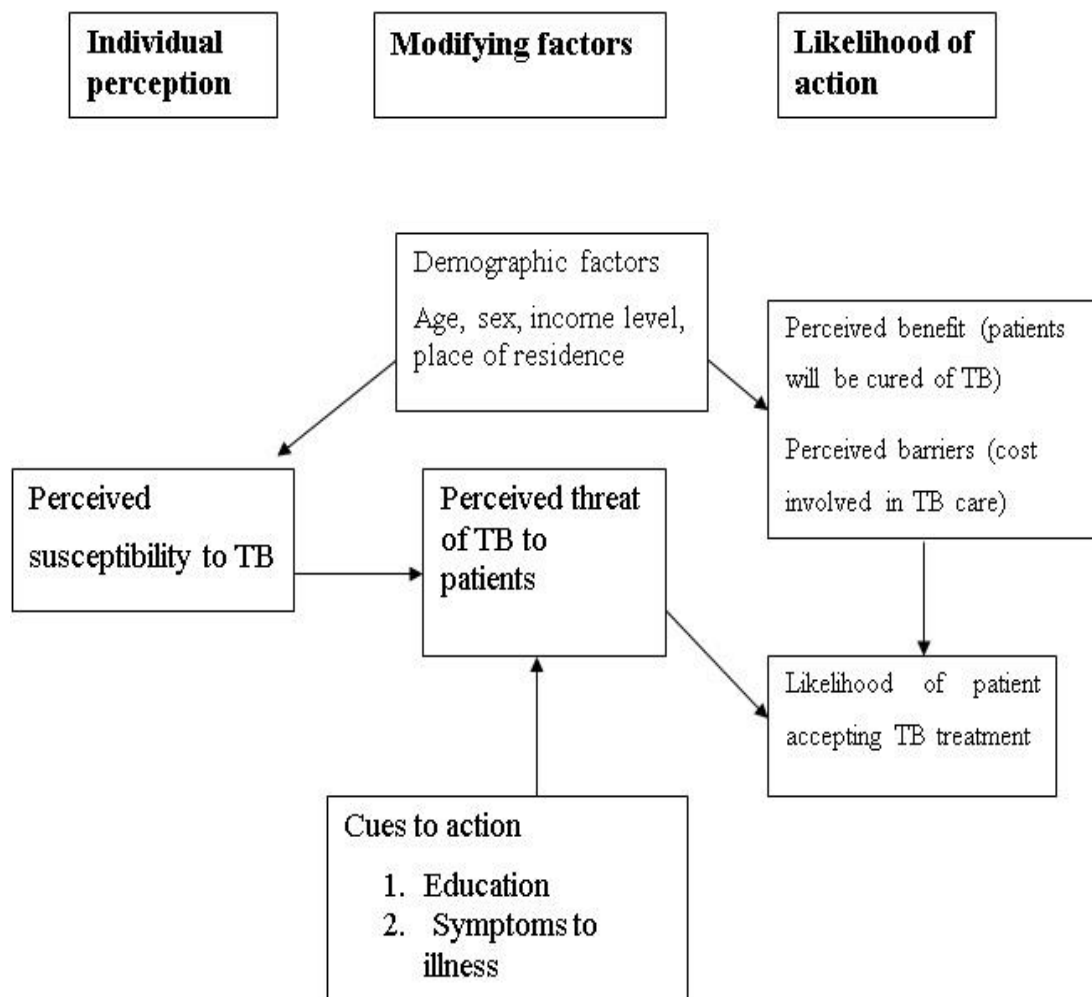 Individual
perception
Modifying factors
Likelihood of
action
Demographic factors
Age, sex, income level,
place of residence
Perceived benefit (patients
will be cured of TB)
Perceived barriers (cost
involved in TB care)
Perceived
susceptibility to TB
Perceived threat
of TB to
patients
Likelihood of patient
accepting TB treatment
Cues to action
1. Education
2. Symptoms to
illness